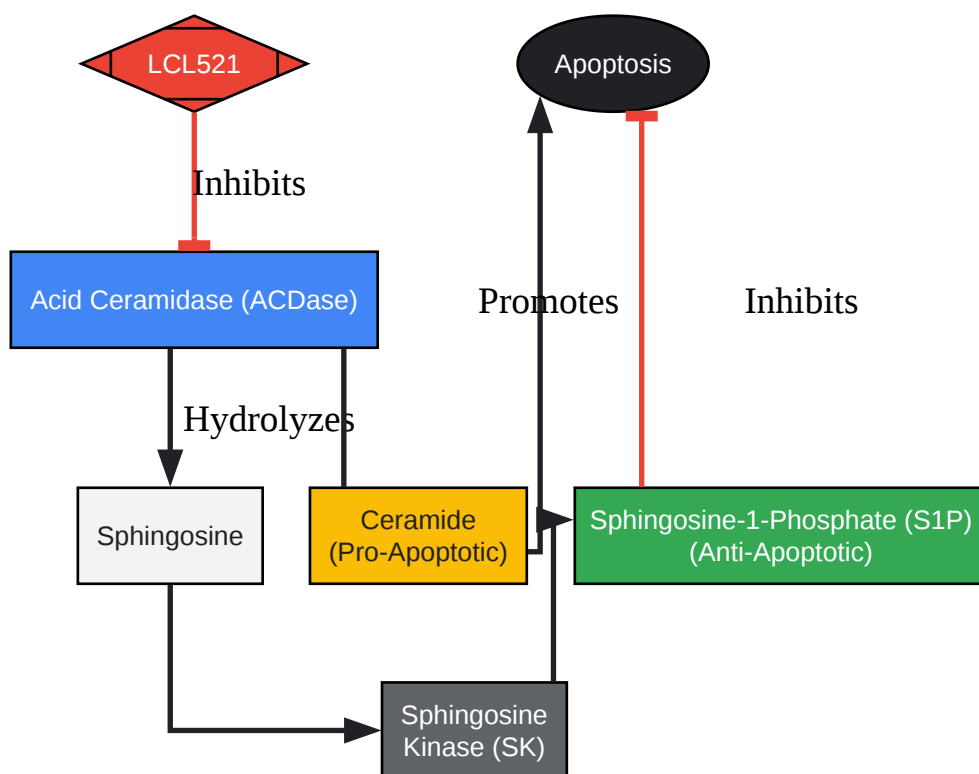 LCL521
Apoptosis
Inhibits
Acid Ceramidase (ACDase)
Promotes
Inhibits
Hydrolyzes
Sphingosine
Ceramide
(Pro-Apoptotic)
Sphingosine-1-Phosphate (S1P)
(Anti-Apoptotic)
Sphingosine
Kinase (SK)